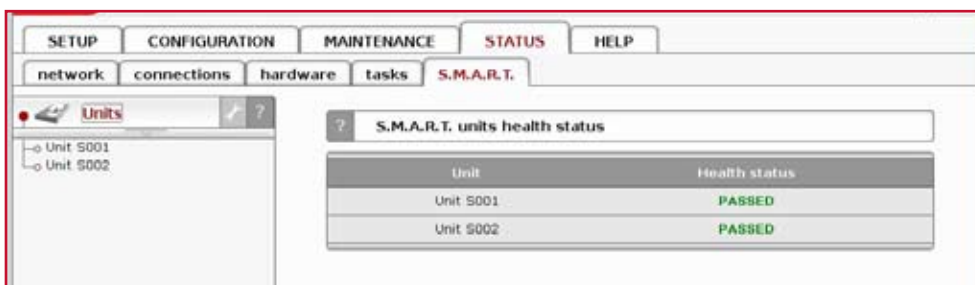 SETUP CONFIGURATION MAINTENANCE STATUS HELP
network connections hardware tasks S.M.A.R.T.
Units ?
Unit S001
Unit S002
? S.M.A.R.T. units health status
Unit Health status
Unit S001 PASSED
Unit S002 PASSED